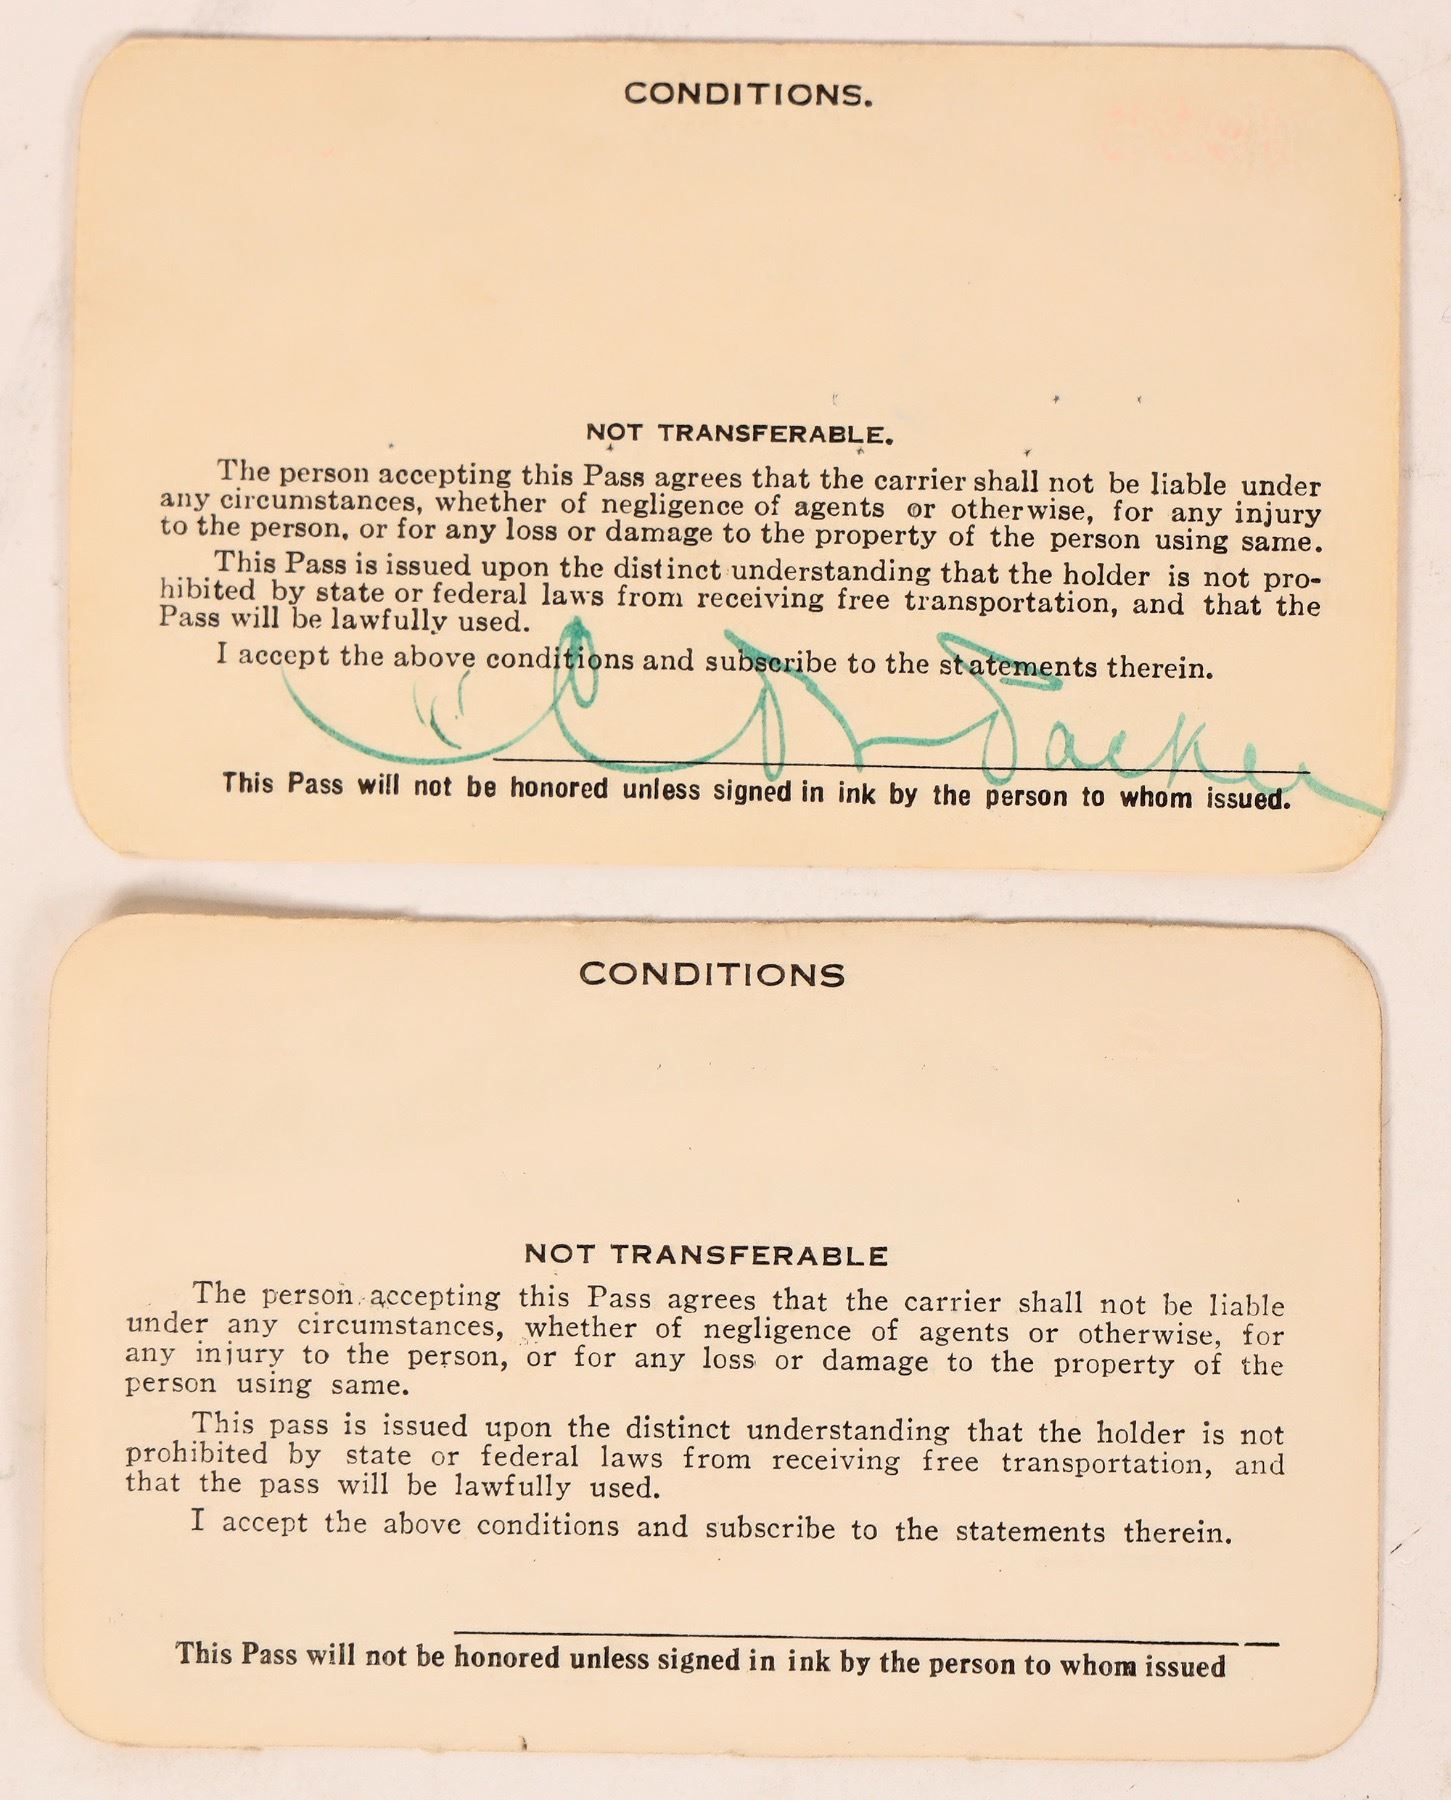 CONDITIONS.
NOT TRANSFERABLE.
The person accepting this Pass agrees that the carrier shall not be liable under
any circumstances, whether of negligence of agents or otherwise, for any injury
to the person, or for any loss or damage to the property of the person using same.
This Pass is issued upon the distinct understanding that the holder is not pro-
hibited by state or federal laws from receiving free transportation, and that the
Pass will be lawfully used.
I accept the above conditions and subscribe to the statements therein.
This Pass will not be honored unless signed in ink by the person to whom issued.
CONDITIONS
NOT TRANSFERABLE
The person accepting this Pass agrees that the carrier shall not be liable
under any circumstances, whether of negligence of agents or otherwise, for
any injury to the person, or for any loss or damage to the property of the
person using same.
This pass is issued upon the distinct understanding that the holder is not
prohibited by state or federal laws from receiving free transportation, and
that the pass will be lawfully used.
I accept the above conditions and subscribe to the statements therein.
This Pass will not be honored unless signed in ink by the person to whom issued